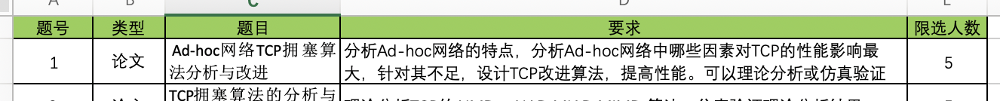 A B C D E
题号 类型 题目 要求 限选人数
1 论文 Ad-hoc网络TCP拥塞算法分析与改进 分析Ad-hoc网络的特点，分析Ad-hoc网络中哪些因素对TCP的性能影响最
大，针对其不足，设计TCP改进算法，提高性能。可以理论分析或仿真验证
5
TCP拥塞算法的分析与